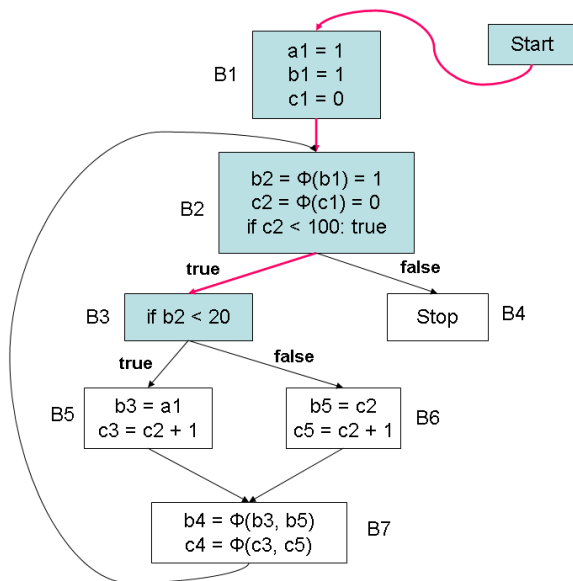 Start
B1
a1 = 1
b1 = 1
c1 = 0
B2
b2 = Φ(b1) = 1
c2 = Φ(c1) = 0
if c2 < 100: true
true
false
B3
if b2 < 20
Stop
B4
true
false
B5
b3 = a1
c3 = c2 + 1
b5 = c2
c5 = c2 + 1
B6
b4 = Φ(b3, b5)
c4 = Φ(c3, c5)
B7